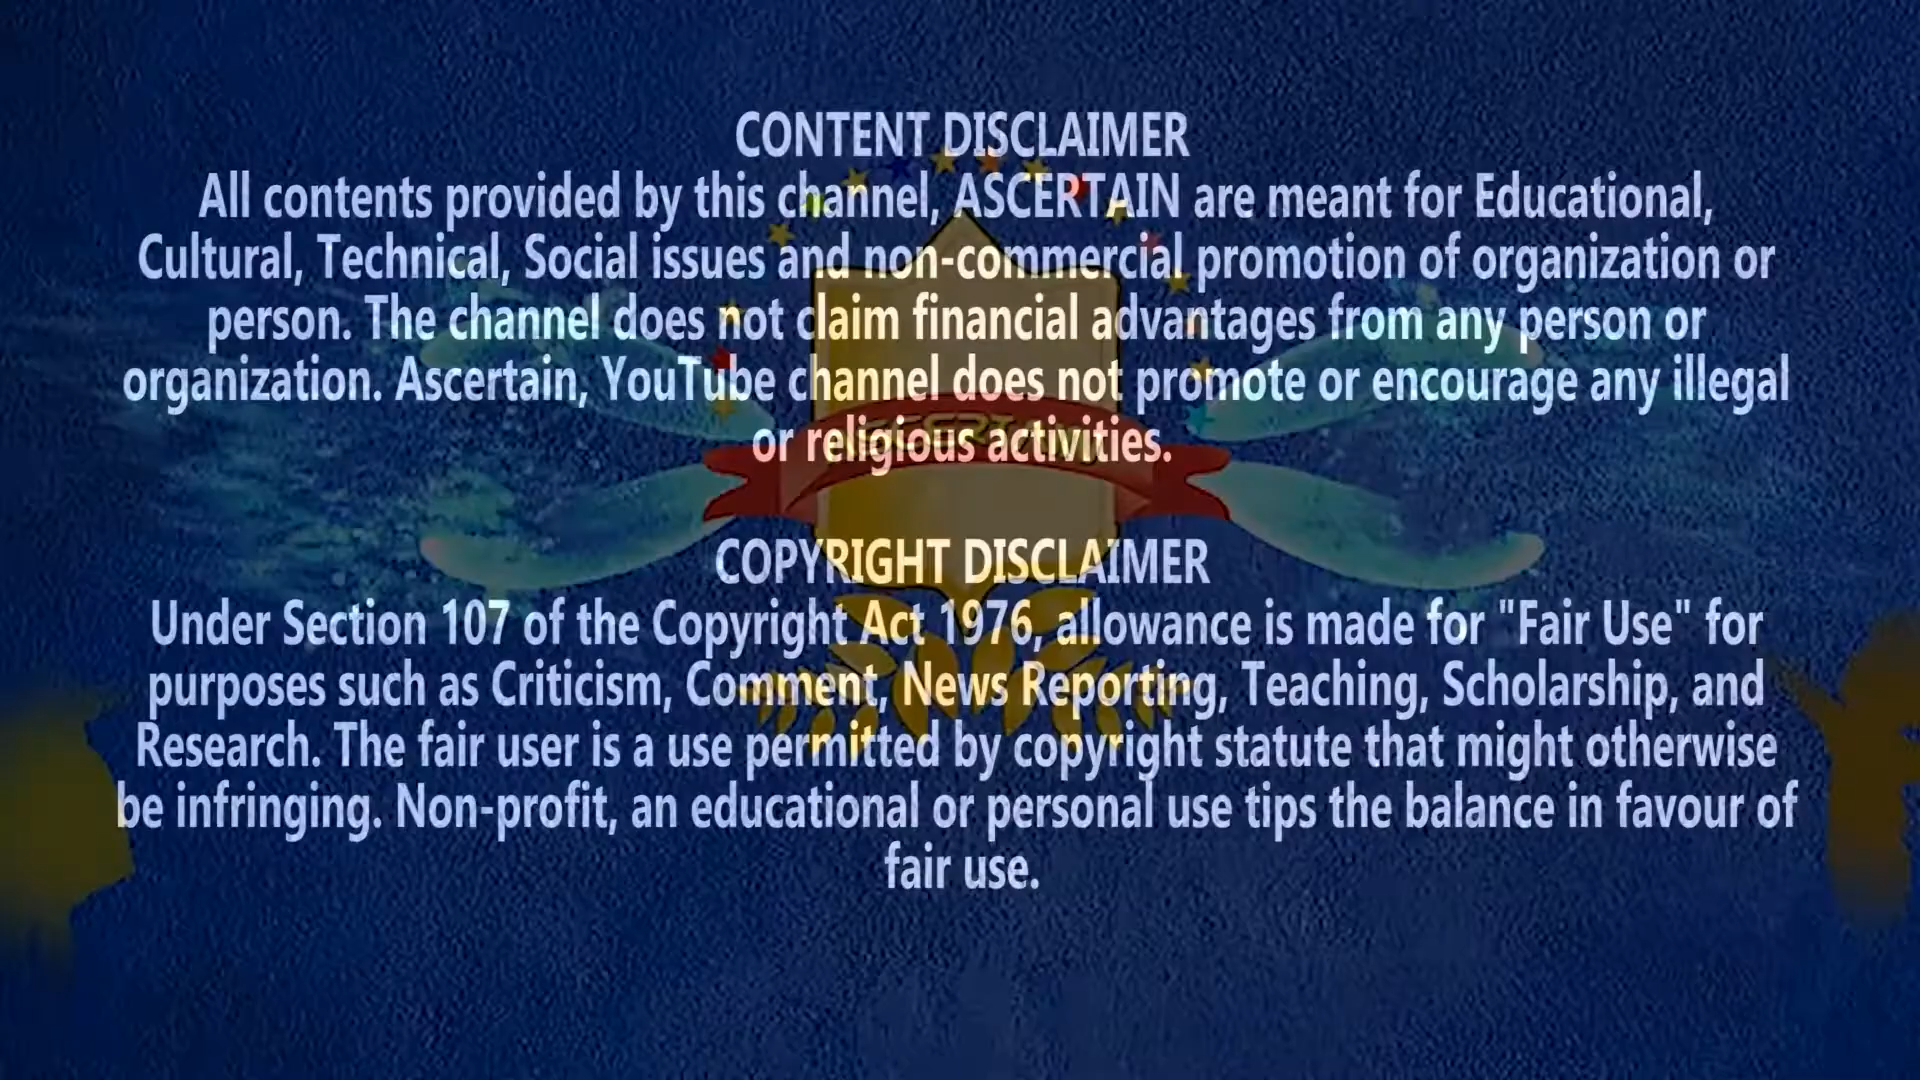 CONTENT DISCLAIMER
All contents provided by this channel, ASCERTAIN are meant for Educational,
Cultural, Technical, Social issues and non-commercial promotion of organization or
person. The channel does not claim financial advantages from any person or
organization. Ascertain, YouTube channel does not promote or encourage any illegal
or religious activities.
COPYRIGHT DISCLAIMER
Under Section 107 of the Copyright Act 1976, allowance is made for "Fair Use" for
purposes such as Criticism, Comment, News Reporting, Teaching, Scholarship, and
Research. The fair user is a use permitted by copyright statute that might otherwise
be infringing. Non-profit, an educational or personal use tips the balance in favour of
fair use.